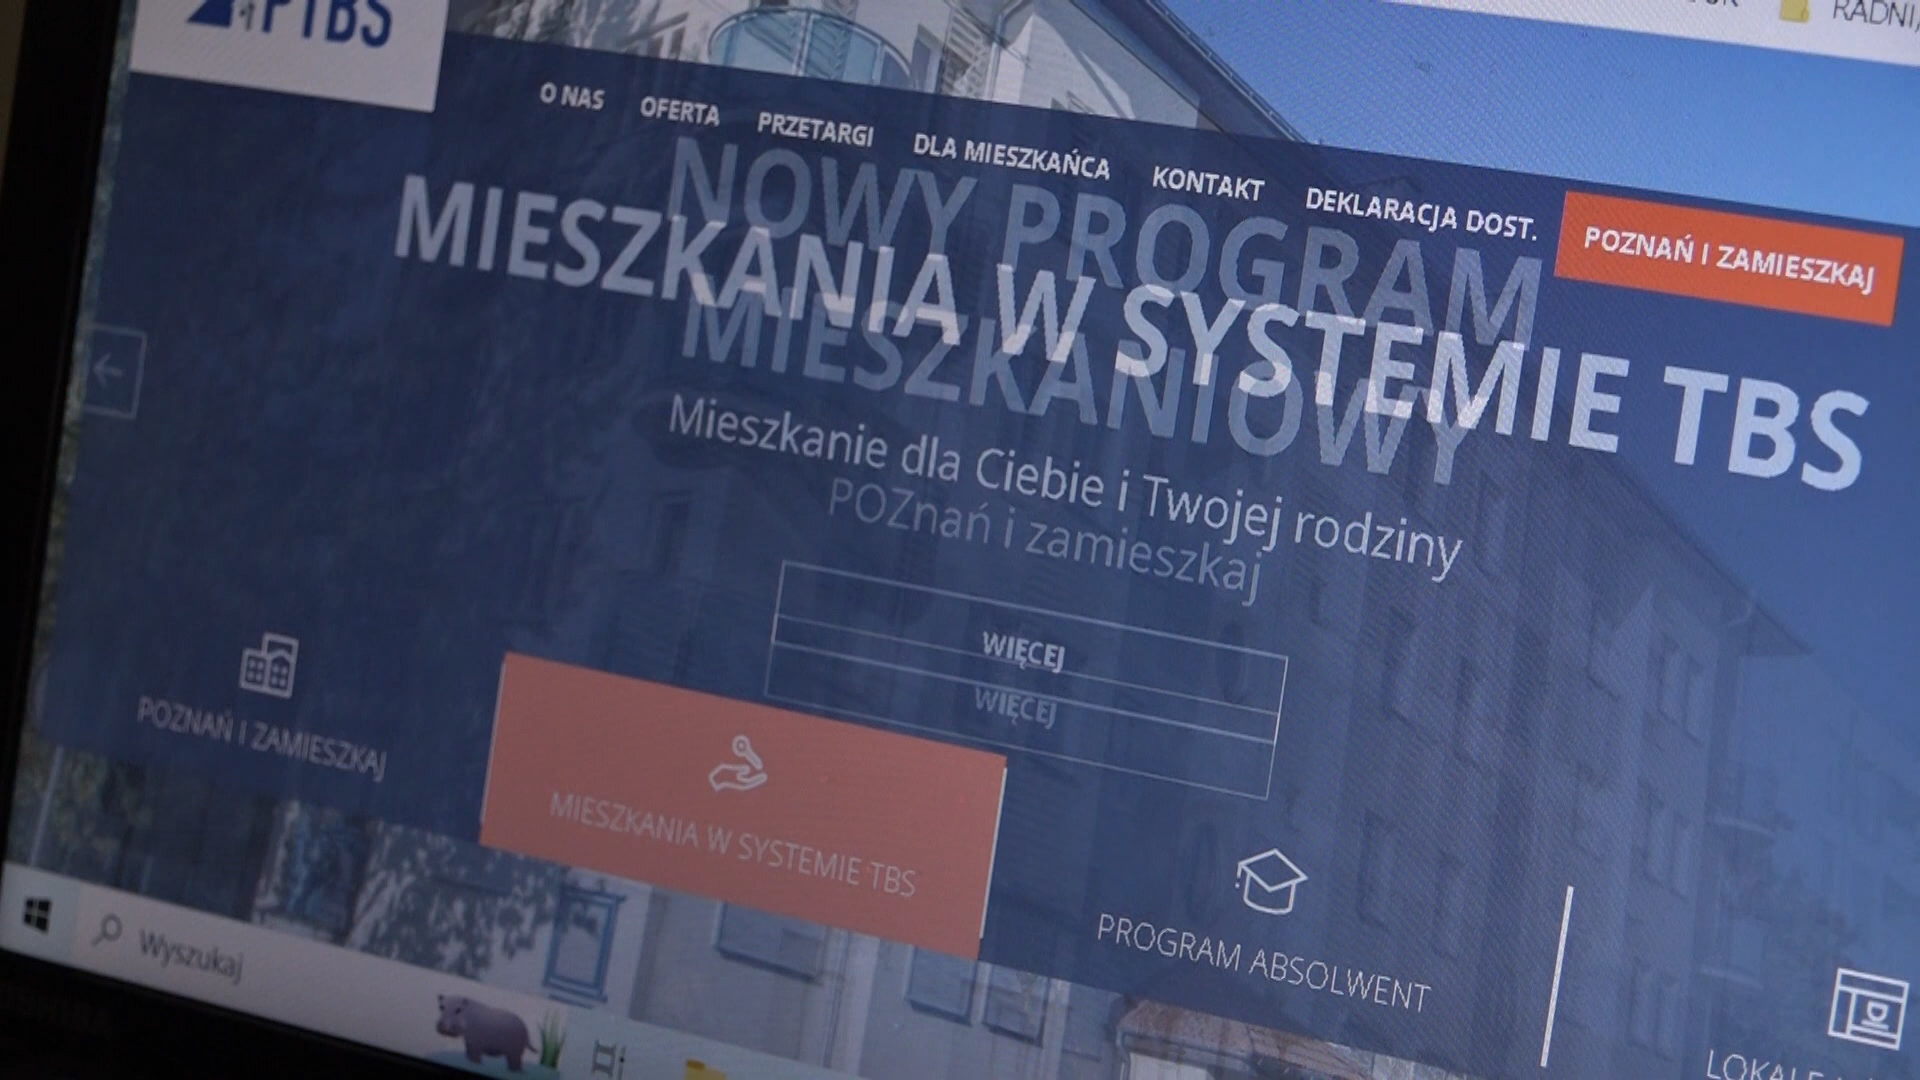 PTBS
RADNI
O NAS
OFERTA
PRZETARGI
DLA MIESZKAŃCA
KONTAKT
DEKLARACJA DOST.
POZNAŃ I ZAMIESZKAJ
NOWY PROGRAM
MIESZKANIOWY
MIESZKANIA W SYSTEMIE TBS
Mieszkanie dla Ciebie i Twojej rodziny
POZnań i zamieszkaj
WIĘCEJ
WIĘCEJ
POZNAŃ I ZAMIESZKAJ
MIESZKANIA W SYSTEMIE TBS
PROGRAM ABSOLWENT
Wyszukaj